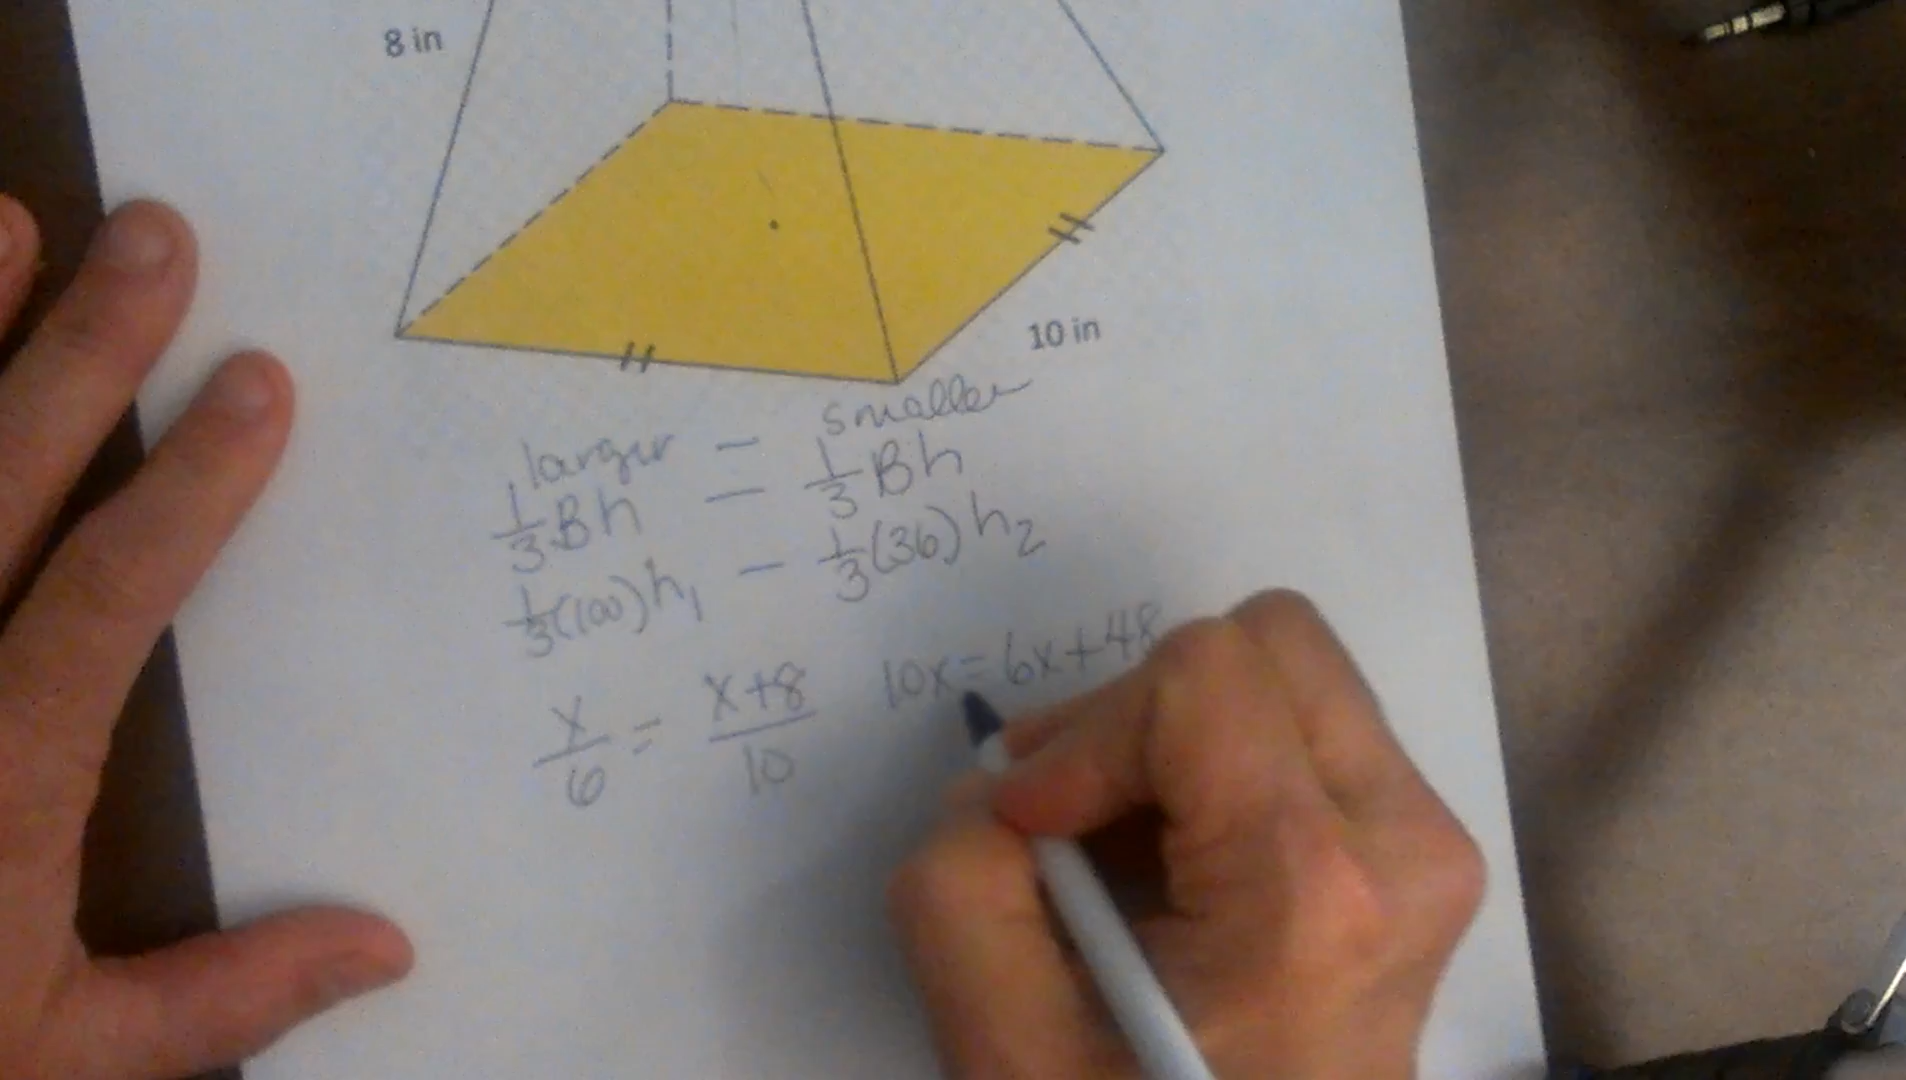 8 in
10 in
larger – smaller
1/3 Bh – 1/3 Bh
1/3(100)h₁ – 1/3(36)h₂
x/6 = x+8/10 10x=6x+48